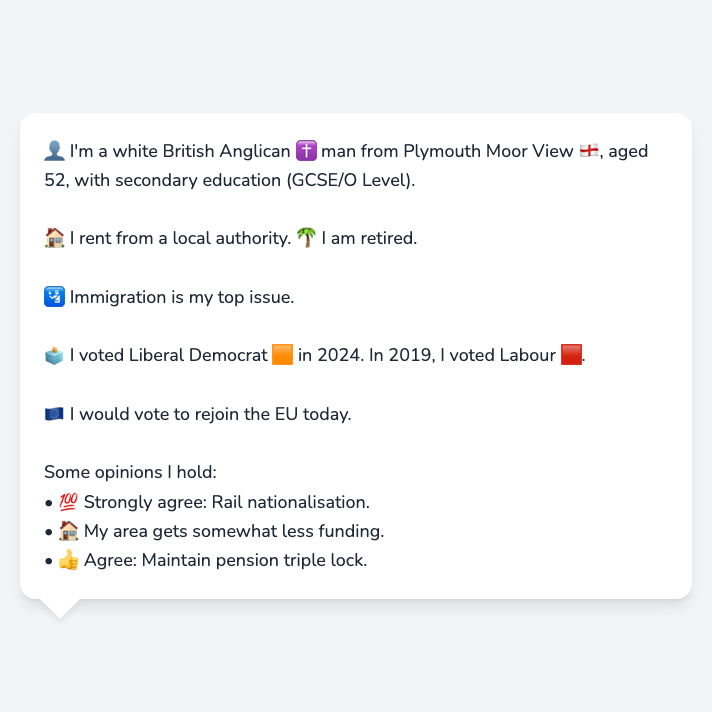 👤 I'm a white British Anglican ✝️ man from Plymouth Moor View 🏴󠁧󠁢󠁥󠁮󠁧󠁿, aged
52, with secondary education (GCSE/O Level).
🏠 I rent from a local authority. 🌴 I am retired.
🛂 Immigration is my top issue.
🗳️ I voted Liberal Democrat 🟧 in 2024. In 2019, I voted Labour 🟥.
🇪🇺 I would vote to rejoin the EU today.
Some opinions I hold:
• 💯 Strongly agree: Rail nationalisation.
• 🏠 My area gets somewhat less funding.
• 👍 Agree: Maintain pension triple lock.